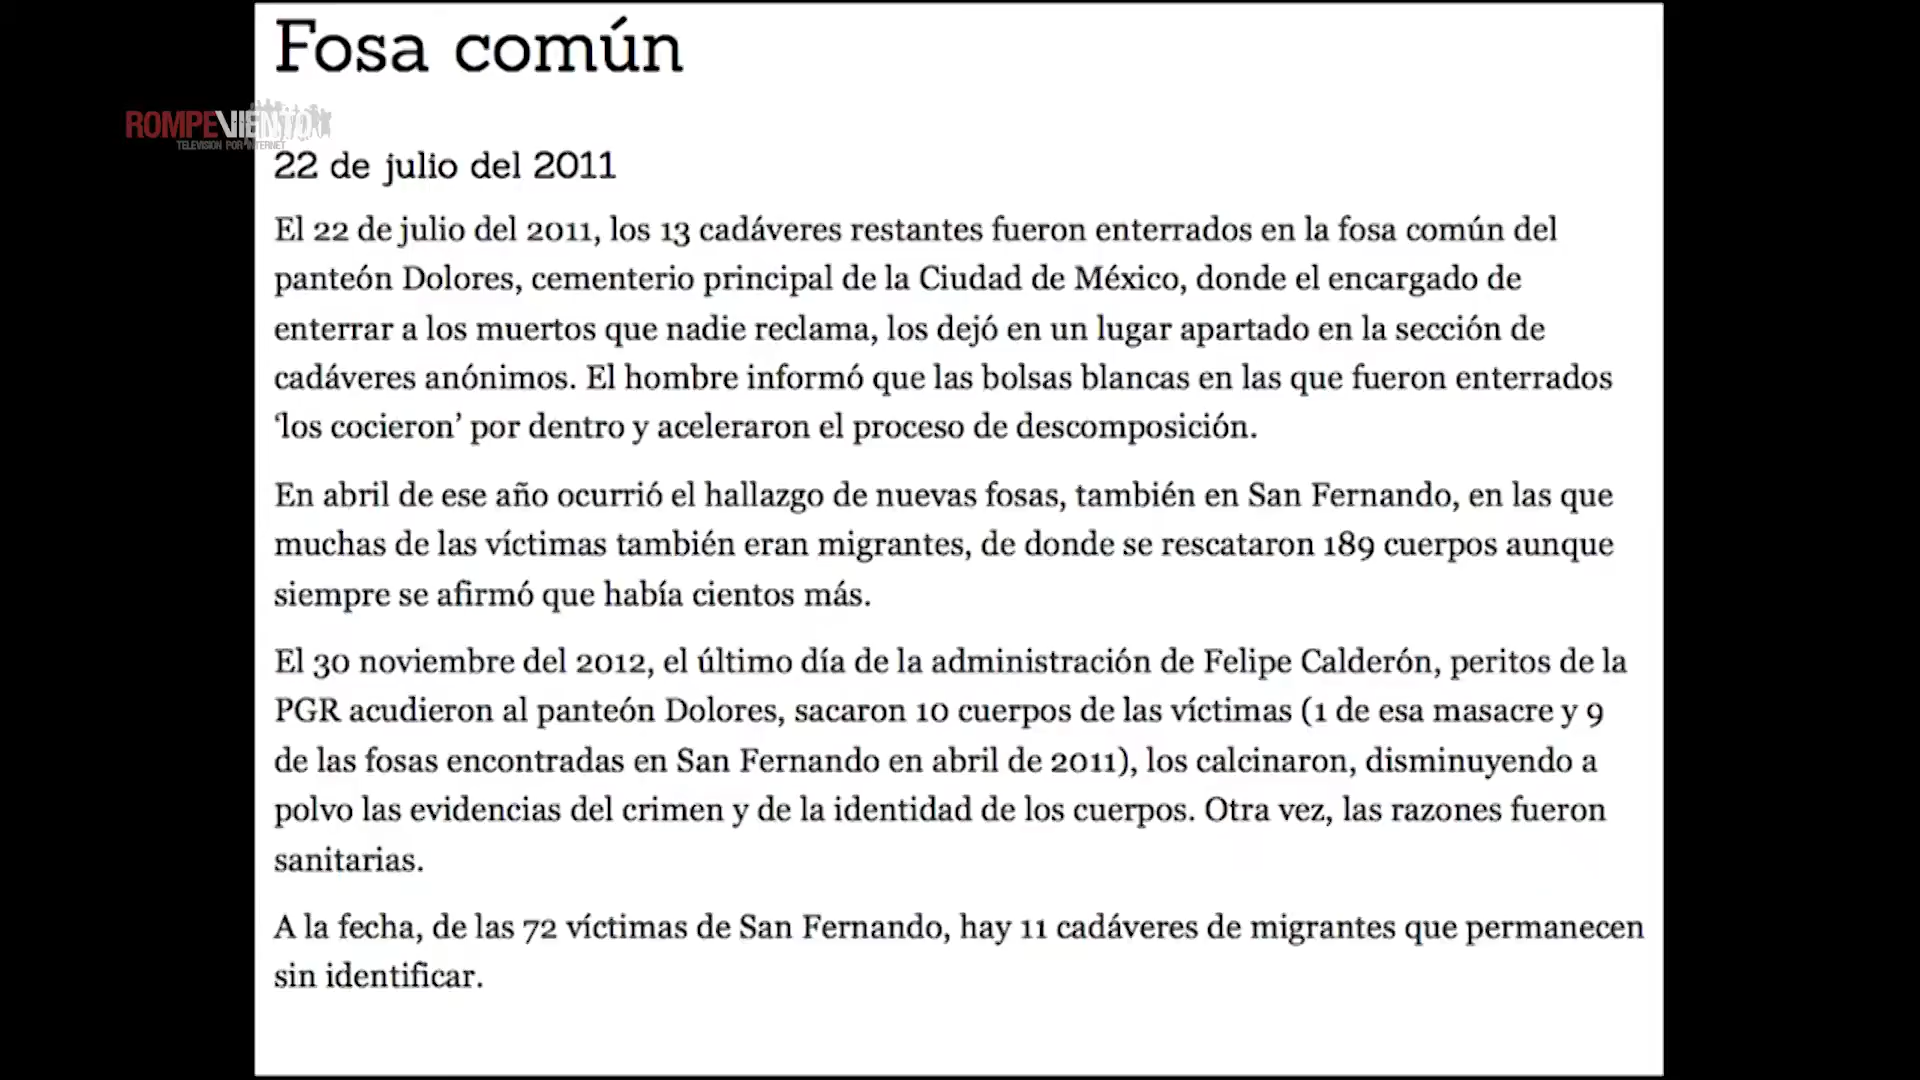 Fosa común
ROMPEVIENTO
TELEVISION POR INTERNET
22 de julio del 2011
El 22 de julio del 2011, los 13 cadáveres restantes fueron enterrados en la fosa común del
panteón Dolores, cementerio principal de la Ciudad de México, donde el encargado de
enterrar a los muertos que nadie reclama, los dejó en un lugar apartado en la sección de
cadáveres anónimos. El hombre informó que las bolsas blancas en las que fueron enterrados
‘los cocieron’ por dentro y aceleraron el proceso de descomposición.
En abril de ese año ocurrió el hallazgo de nuevas fosas, también en San Fernando, en las que
muchas de las víctimas también eran migrantes, de donde se rescataron 189 cuerpos aunque
siempre se afirmó que había cientos más.
El 30 noviembre del 2012, el último día de la administración de Felipe Calderón, peritos de la
PGR acudieron al panteón Dolores, sacaron 10 cuerpos de las víctimas (1 de esa masacre y 9
de las fosas encontradas en San Fernando en abril de 2011), los calcinaron, disminuyendo a
polvo las evidencias del crimen y de la identidad de los cuerpos. Otra vez, las razones fueron
sanitarias.
A la fecha, de las 72 víctimas de San Fernando, hay 11 cadáveres de migrantes que permanecen
sin identificar.